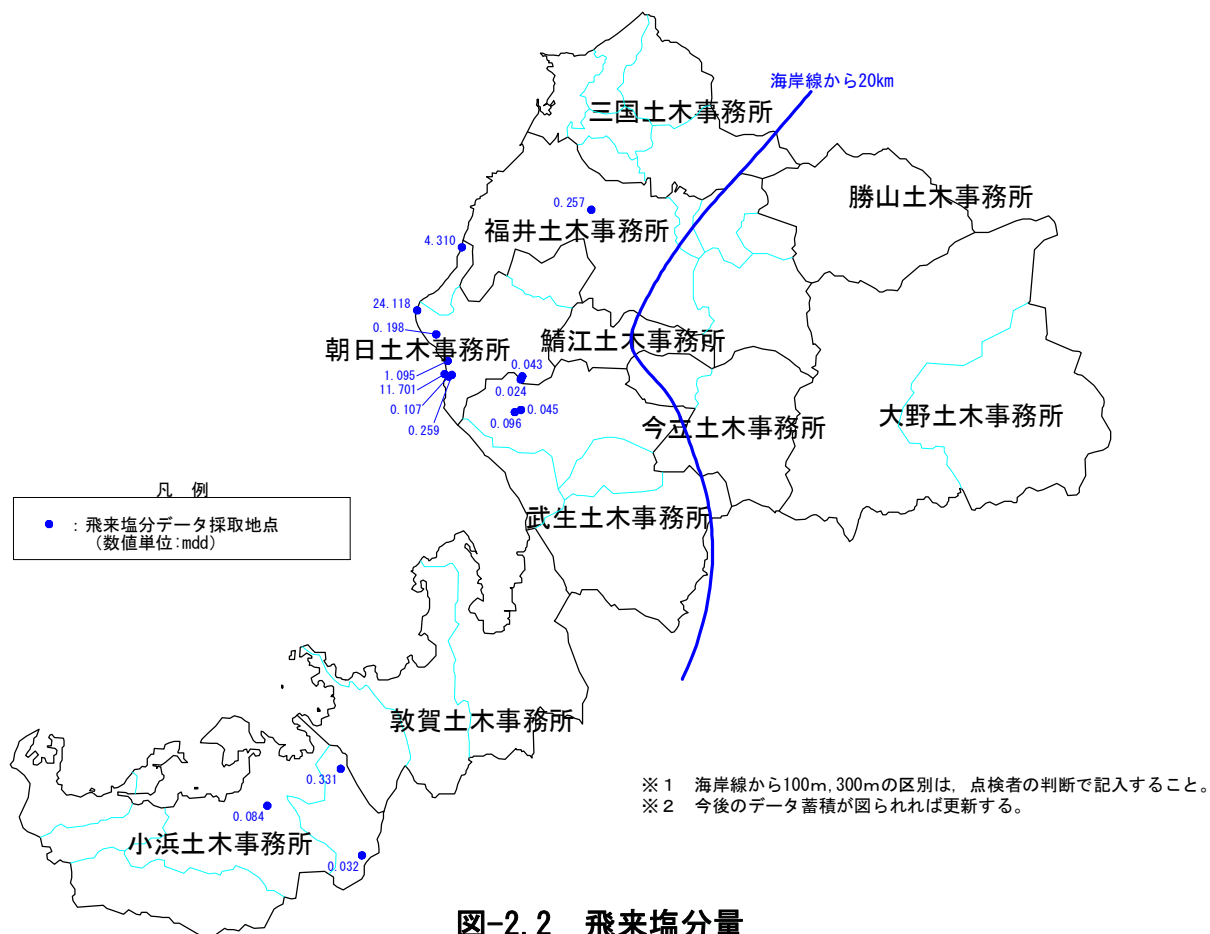 海岸線から20km
三国土木事務所
勝山土木事務所
0.257
福井土木事務所
4.310
24.118
0.198
鯖江土木事務所
朝日土木事務所
0.043
1.095
11.701
0.024
0.107
0.045
0.096
0.259
今立土木事務所
大野土木事務所
凡 例
●：飛来塩分データ採取地点
(数値単位:mdd)
武生土木事務所
敦賀土木事務所
0.331
0.084
小浜土木事務所
0.032
※１ 海岸線から100m,300mの区別は, 点検者の判断で記入すること。
※２ 今後のデータ蓄積が図られれば更新する。
図-2.2 飛来塩分量